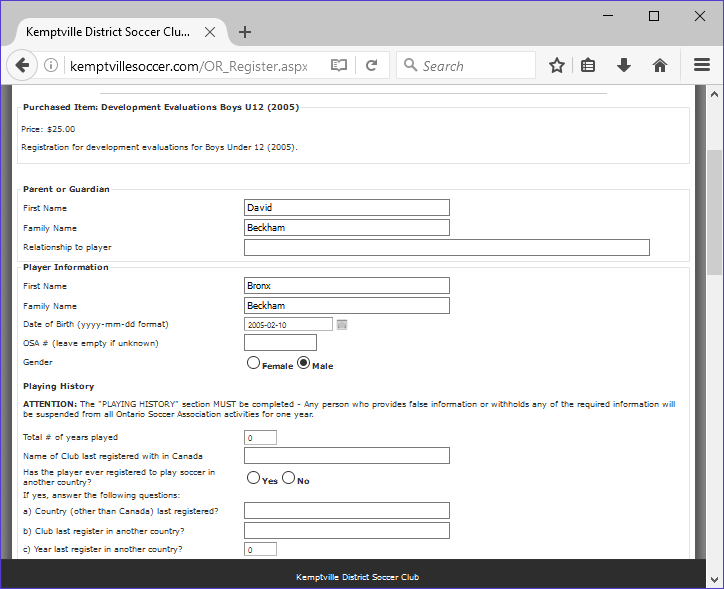 Kemptville District Soccer Clu...
kemptvillesoccer.com/OR_Register.aspx
Search
Purchased Item: Development Evaluations Boys U12 (2005)
Price: $25.00
Registration for development evaluations for Boys Under 12 (2005).
Parent or Guardian
First Name David
Family Name Beckham
Relationship to player
Player Information
First Name Bronx
Family Name Beckham
Date of Birth (yyyy-mm-dd format) 2005-02-10
OSA # (leave empty if unknown)
Gender Female Male
Playing History
ATTENTION: The "PLAYING HISTORY" section MUST be completed - Any person who provides false information or withholds any of the required information will
be suspended from all Ontario Soccer Association activities for one year.
Total # of years played 0
Name of Club last registered with in Canada
Has the player ever registered to play soccer in
another country? Yes No
If yes, answer the following questions:
a) Country (other than Canada) last registered?
b) Club last register in another country?
c) Year last register in another country? 0
Kemptville District Soccer Club